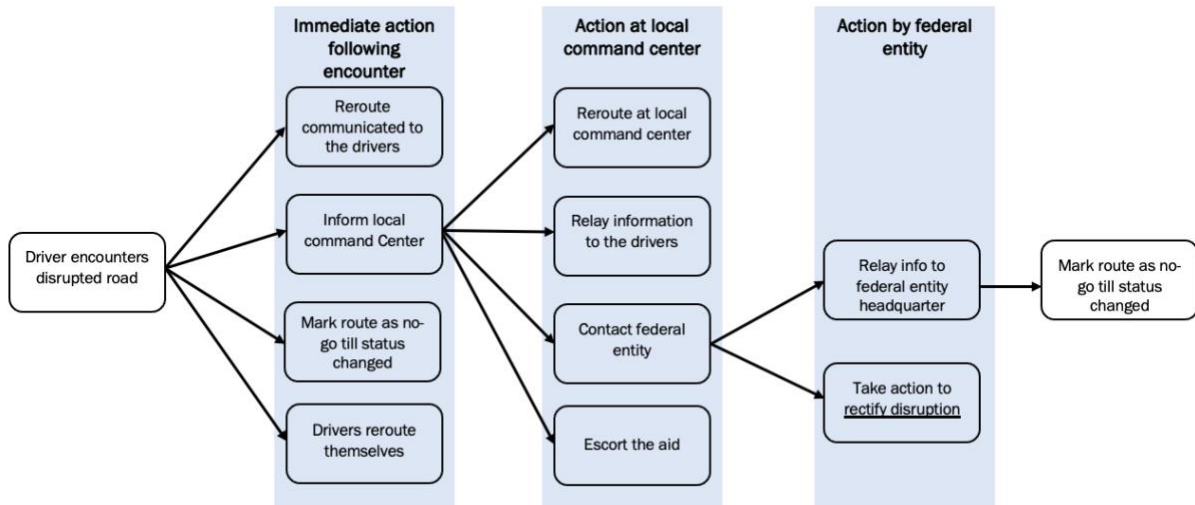 Immediate action
following
encounter
Action at local
command center
Action by federal
entity
Reroute
communicated to
the drivers
Reroute at local
command center
Inform local
command Center
Relay information
to the drivers
Driver encounters
disrupted road
Relay info to
federal entity
headquarter
Mark route as no-
go till status
changed
Mark route as no-
go till status
changed
Contact federal
entity
Take action to
rectify disruption
Drivers reroute
themselves
Escort the aid